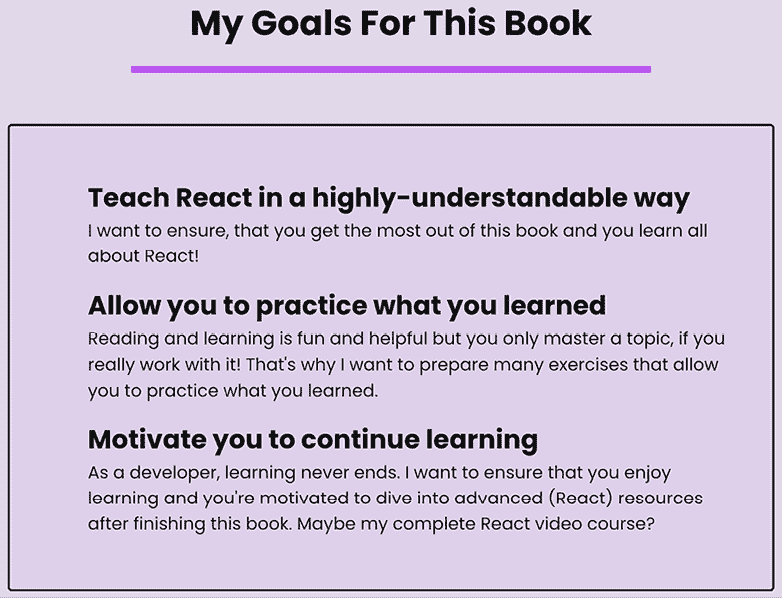 My Goals For This Book
Teach React in a highly-understandable way
I want to ensure, that you get the most out of this book and you learn all
about React!
Allow you to practice what you learned
Reading and learning is fun and helpful but you only master a topic, if you
really work with it! That's why I want to prepare many exercises that allow
you to practice what you learned.
Motivate you to continue learning
As a developer, learning never ends. I want to ensure that you enjoy
learning and you're motivated to dive into advanced (React) resources
after finishing this book. Maybe my complete React video course?